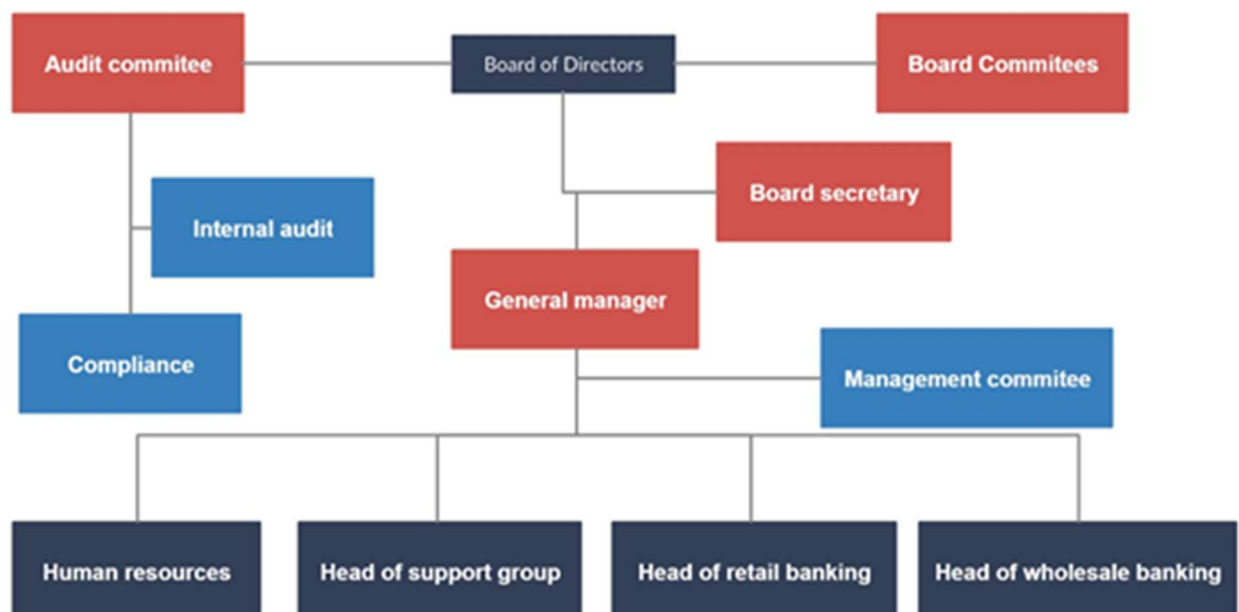 Audit commitee
Board of Directors
Board Commitees
Board secretary
Internal audit
General manager
Compliance
Management commitee
Human resources
Head of support group
Head of retail banking
Head of wholesale banking